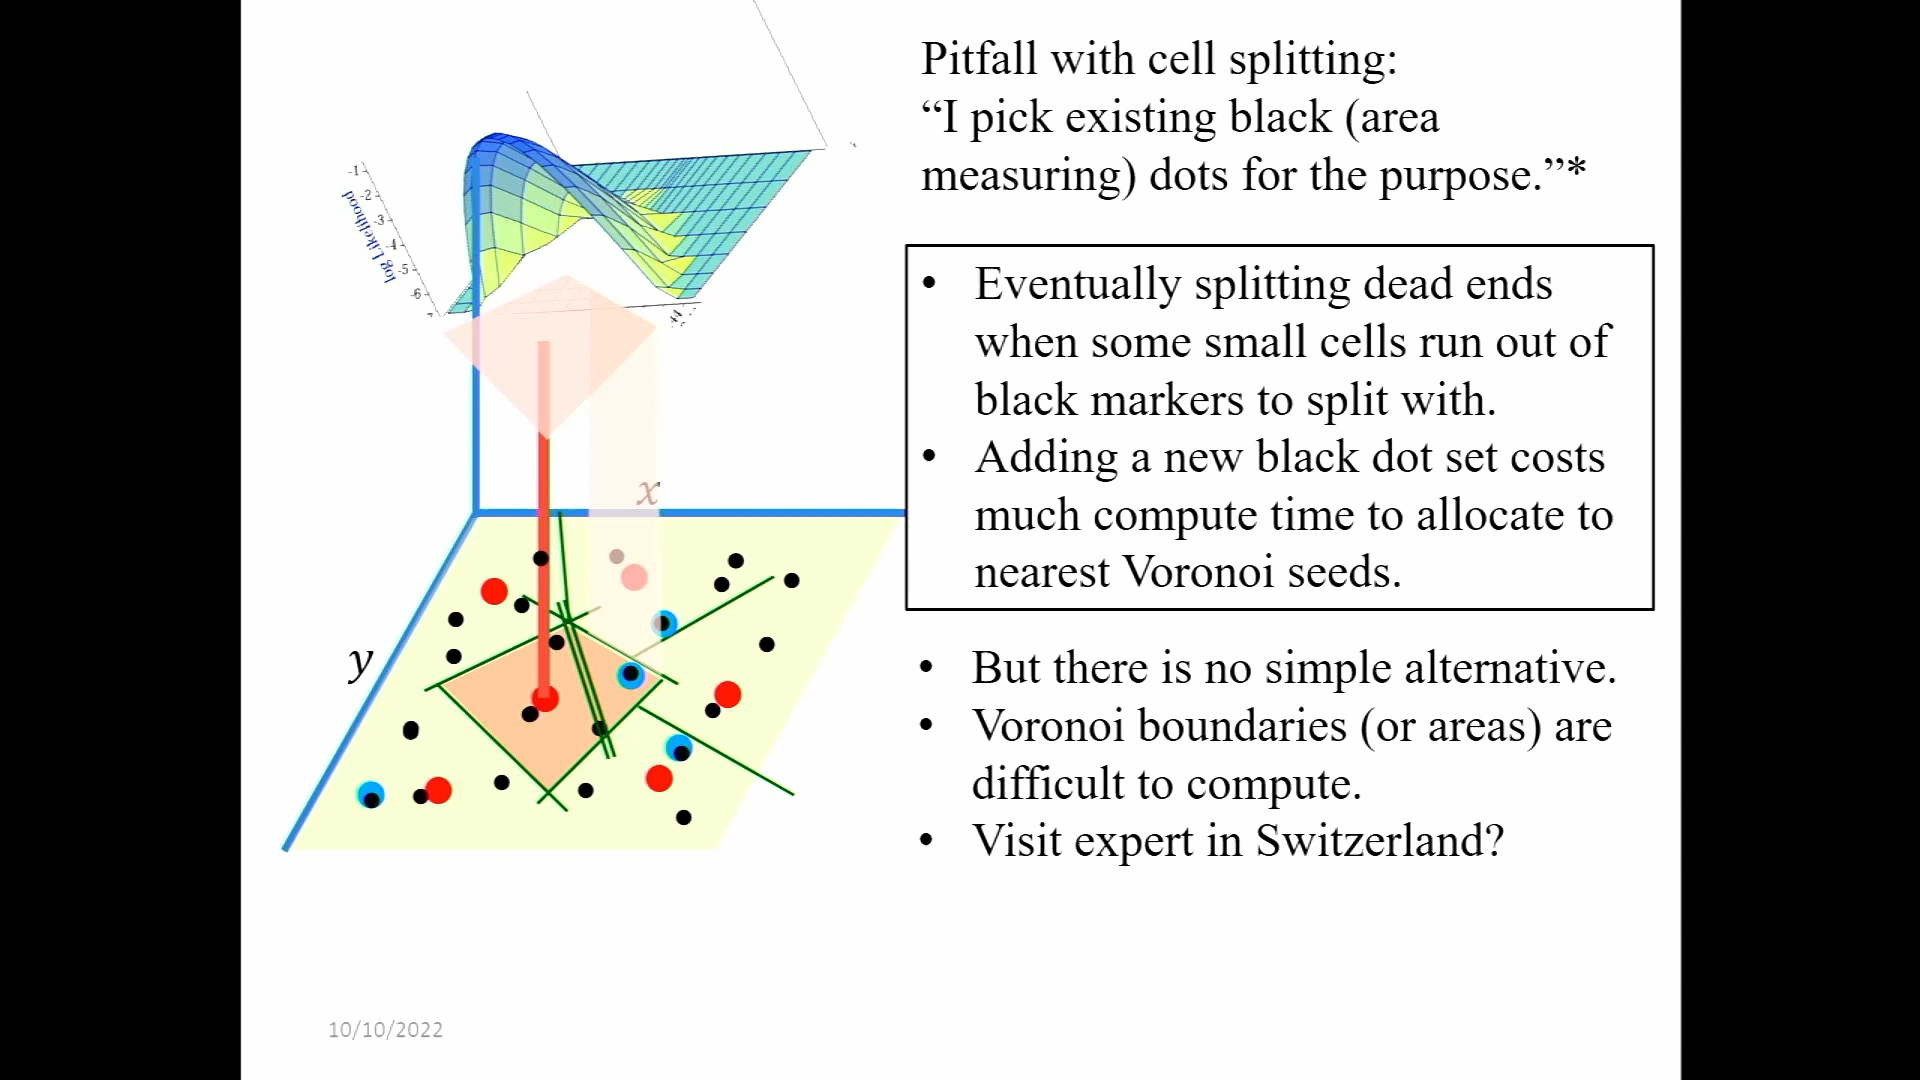 Pitfall with cell splitting:
“I pick existing black (area
measuring) dots for the purpose.”*
-1
-2
-3
-4
-5
-6
log Likelihood
• Eventually splitting dead ends
when some small cells run out of
black markers to split with.
• Adding a new black dot set costs
much compute time to allocate to
nearest Voronoi seeds.
x
y
• But there is no simple alternative.
• Voronoi boundaries (or areas) are
difficult to compute.
• Visit expert in Switzerland?
10/10/2022